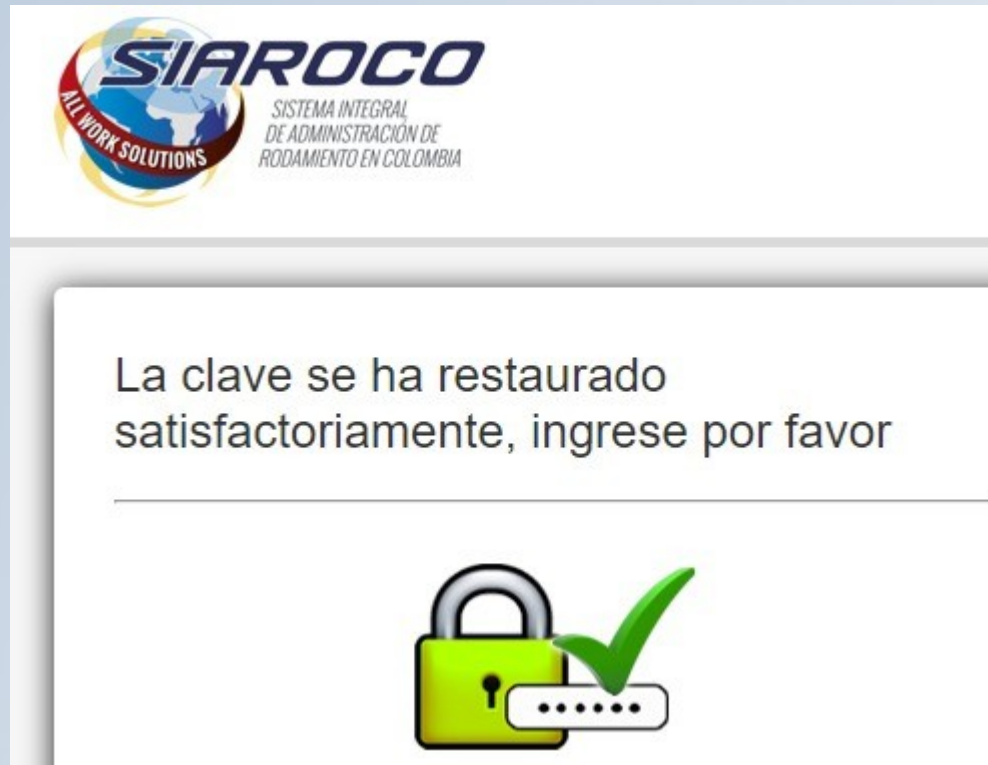 SIAROCO
ALL WORK SOLUTIONS
SISTEMA INTEGRAL
DE ADMINISTRACIÓN DE
RODAMIENTO EN COLOMBIA
La clave se ha restaurado
satisfactoriamente, ingrese por favor